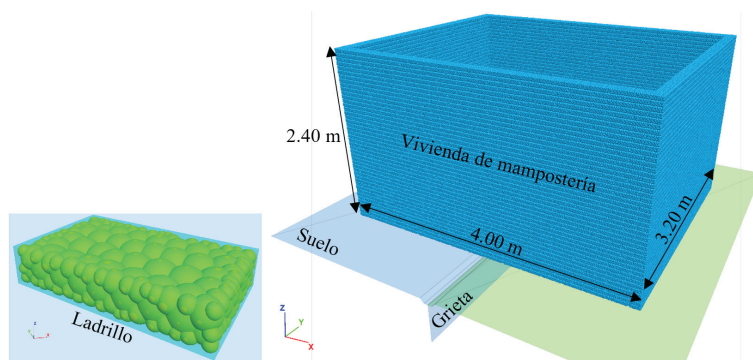 2.40 m
Vivienda de mampostería
4.00 m
3.20 m
Suelo
Grieta
Z
Y
X
Ladrillo